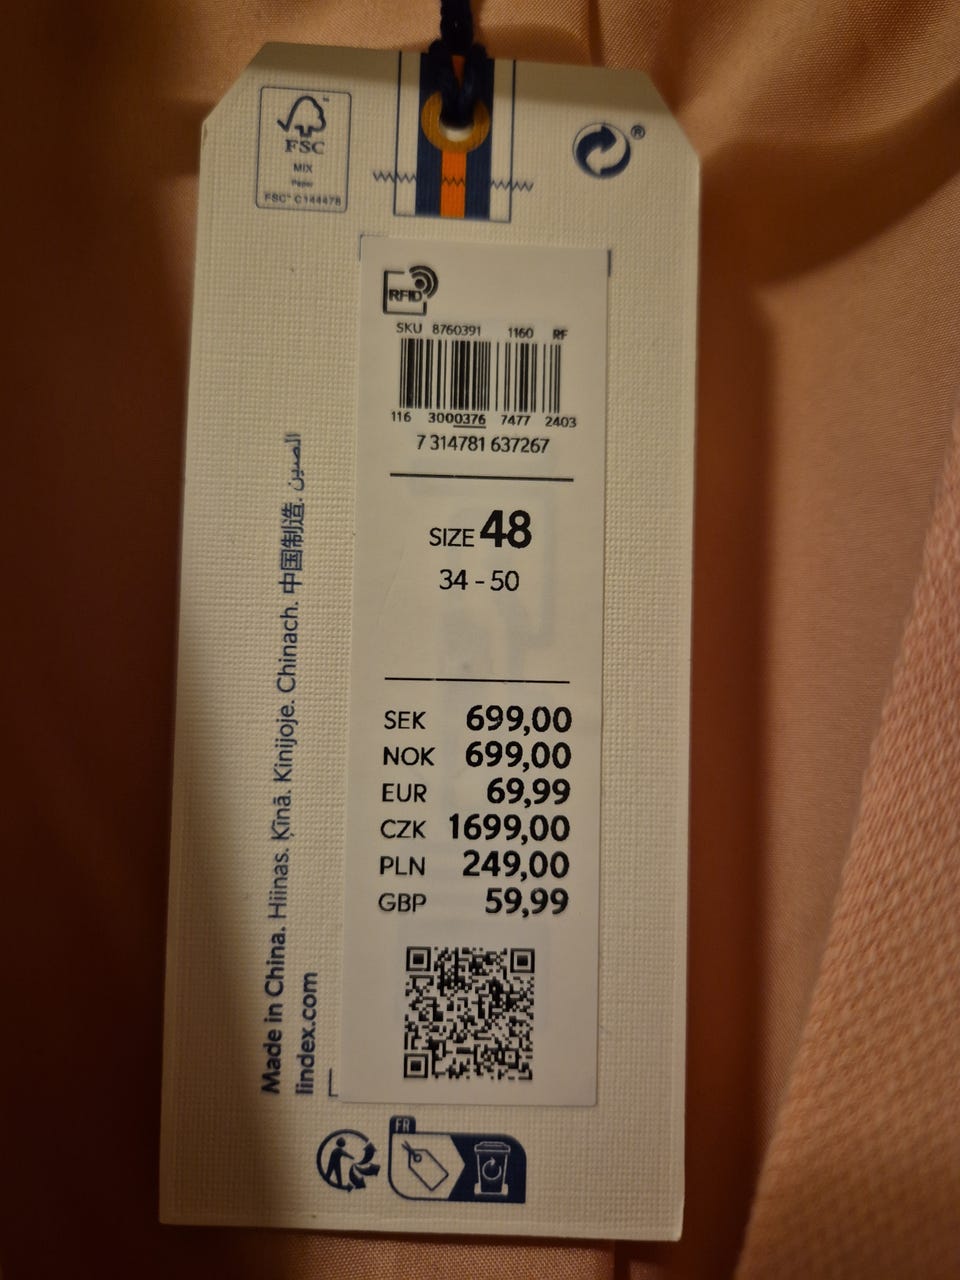 FSC™
MIX
Paper
FSC™ C144478
®
RFID
SKU 8760391 1160 RF
116 3000376 7477 2403
7 314781 637267
SIZE 48
34 - 50
SEK 699,00
NOK 699,00
EUR 69,99
CZK 1699,00
PLN 249,00
GBP 59,99
Made in China. Hiinas. Ķīnā. Kinijoje. Chinach. 中国制造. الصين
lindex.com
FR